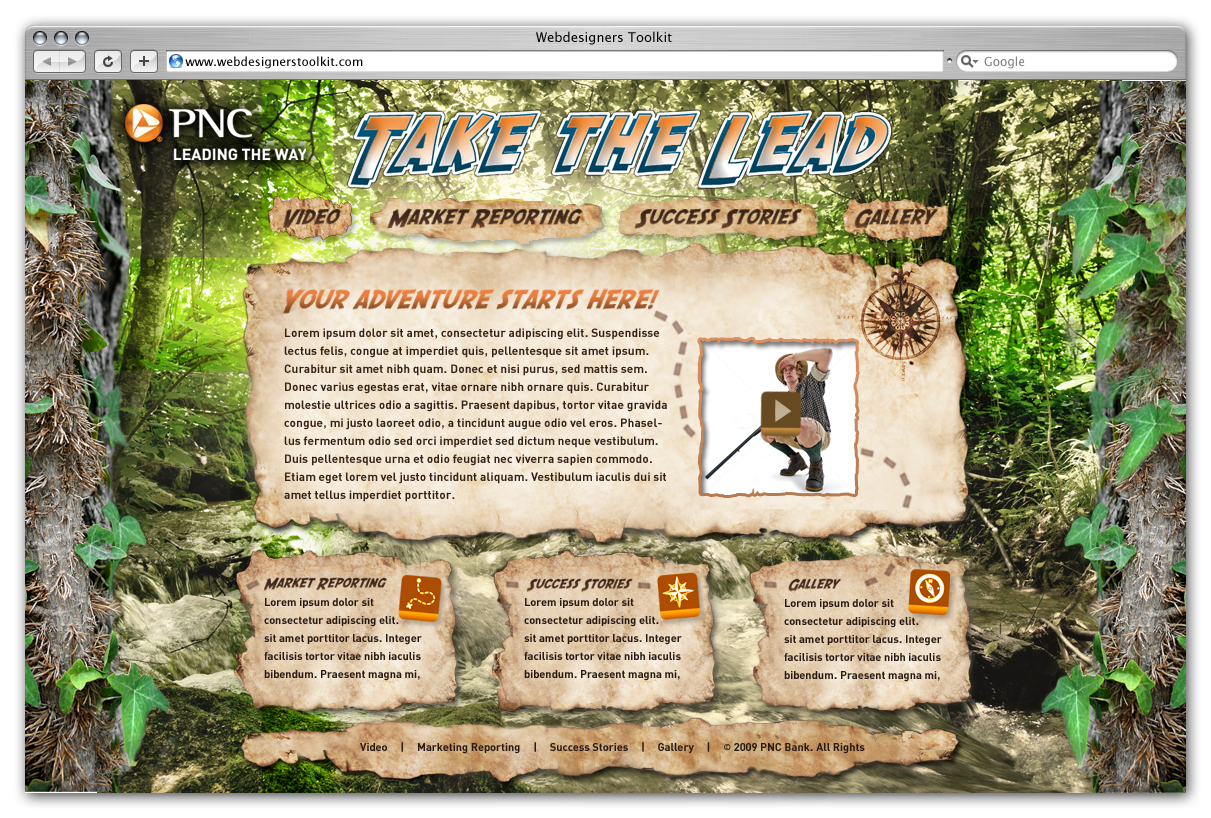 Webdesigners Toolkit
www.webdesignerstoolkit.com
Google
PNC
LEADING THE WAY
TAKE THE LEAD
VIDEO
MARKET REPORTING
SUCCESS STORIES
GALLERY
YOUR ADVENTURE STARTS HERE!
Lorem ipsum dolor sit amet, consectetur adipiscing elit. Suspendisse
lectus felis, congue at imperdiet quis, pellentesque sit amet ipsum.
Curabitur sit amet nibh quam. Donec et nisi purus, sed mattis sem.
Donec varius egestas erat, vitae ornare nibh ornare quis. Curabitur
molestie ultrices odio a sagittis. Praesent dapibus, tortor vitae gravida
congue, mi justo laoreet odio, a tincidunt augue odio vel eros. Phasel-
lus fermentum odio sed orci imperdiet sed dictum neque vestibulum.
Duis pellentesque urna et odio feugiat nec viverra sapien commodo.
Etiam eget lorem vel justo tincidunt aliquam. Vestibulum iaculis dui sit
amet tellus imperdiet porttitor.
MARKET REPORTING
Lorem ipsum dolor sit
consectetur adipiscing elit.
sit amet porttitor lacus. Integer
facilisis tortor vitae nibh iaculis
bibendum. Praesent magna mi,
SUCCESS STORIES
Lorem ipsum dolor sit
consectetur adipiscing elit.
sit amet porttitor lacus. Integer
facilisis tortor vitae nibh iaculis
bibendum. Praesent magna mi,
GALLERY
Lorem ipsum dolor sit
consectetur adipiscing elit.
sit amet porttitor lacus. Integer
facilisis tortor vitae nibh iaculis
bibendum. Praesent magna mi,
Video | Marketing Reporting | Success Stories | Gallery | © 2009 PNC Bank. All Rights